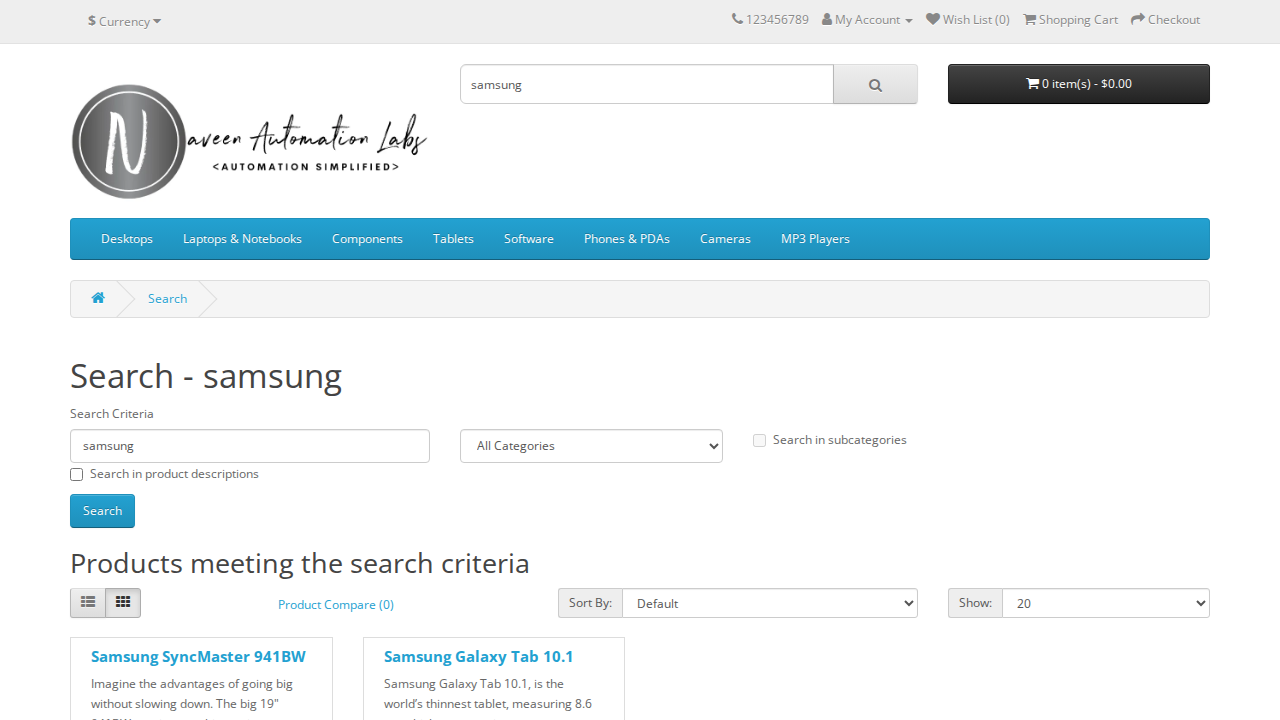 $ Currency
123456789 My Account Wish List (0) Shopping Cart Checkout
samsung
0 item(s) - $0.00
N
aveen Automation Labs
<AUTOMATION SIMPLIFIED>
Desktops Laptops & Notebooks Components Tablets Software Phones & PDAs Cameras MP3 Players
Search
Search - samsung
Search Criteria
samsung All Categories Search in subcategories
Search in product descriptions
Search
Products meeting the search criteria
Product Compare (0) Sort By: Default Show: 20
Samsung SyncMaster 941BW
Imagine the advantages of going big
without slowing down. The big 19"
Samsung Galaxy Tab 10.1
Samsung Galaxy Tab 10.1, is the
world's thinnest tablet, measuring 8.6